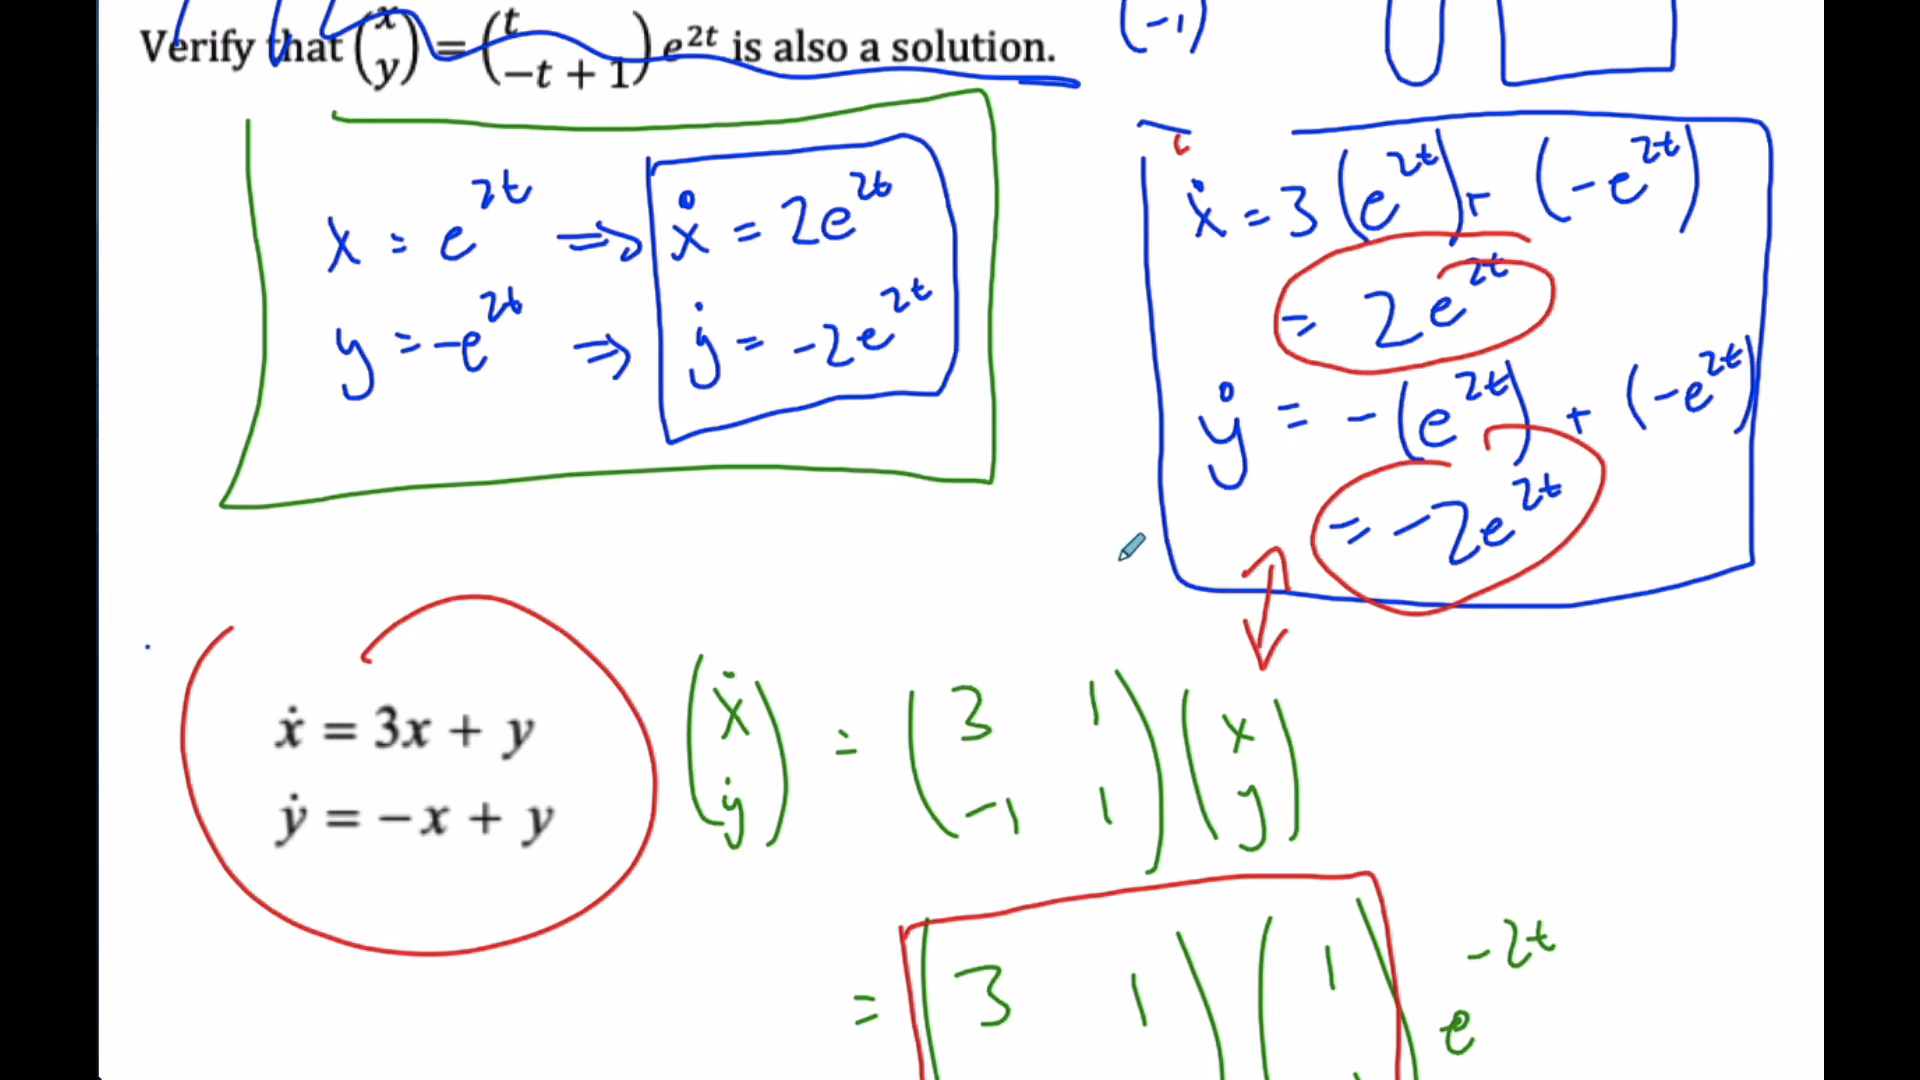 Verify that (x y) = (t −t + 1) e^{2t} is also a solution.
(-1)
x = e^{2t} ⇒ ẋ = 2e^{2t}
y = -e^{2t} ⇒ ẏ = -2e^{2t}
ẋ = 3(e^{2t}) + (-e^{2t})
= 2e^{2t}
ẏ = -(e^{2t}) + (-e^{2t})
= -2e^{2t}
ẋ = 3x + y
ẏ = −x + y
(ẋ ẏ) = (3 1 -1 1)(x y)
= (3 1)(1) e^{-2t}